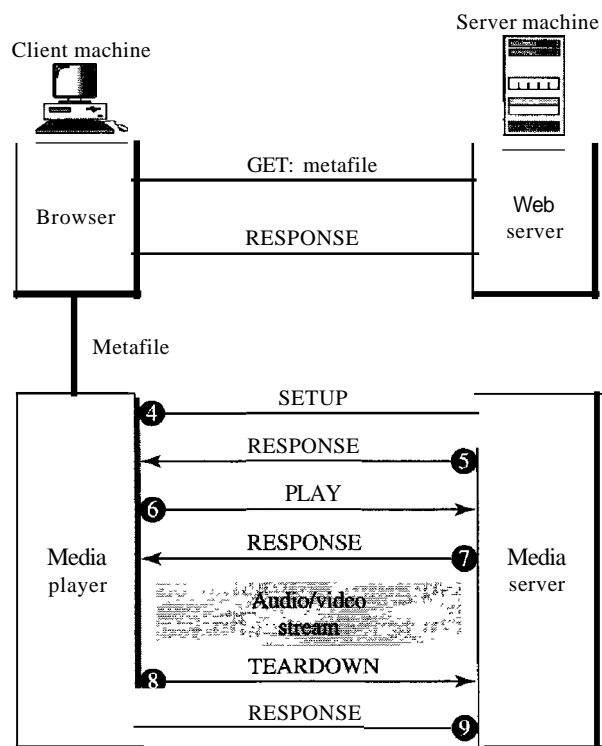 Server machine
Client machine
GET: metafile
Browser
Web
server
RESPONSE
Metafile
4
SETUP
RESPONSE
5
6
PLAY
RESPONSE
7
Media
player
Media
server
Audio/video
stream
8
TEARDOWN
RESPONSE
9